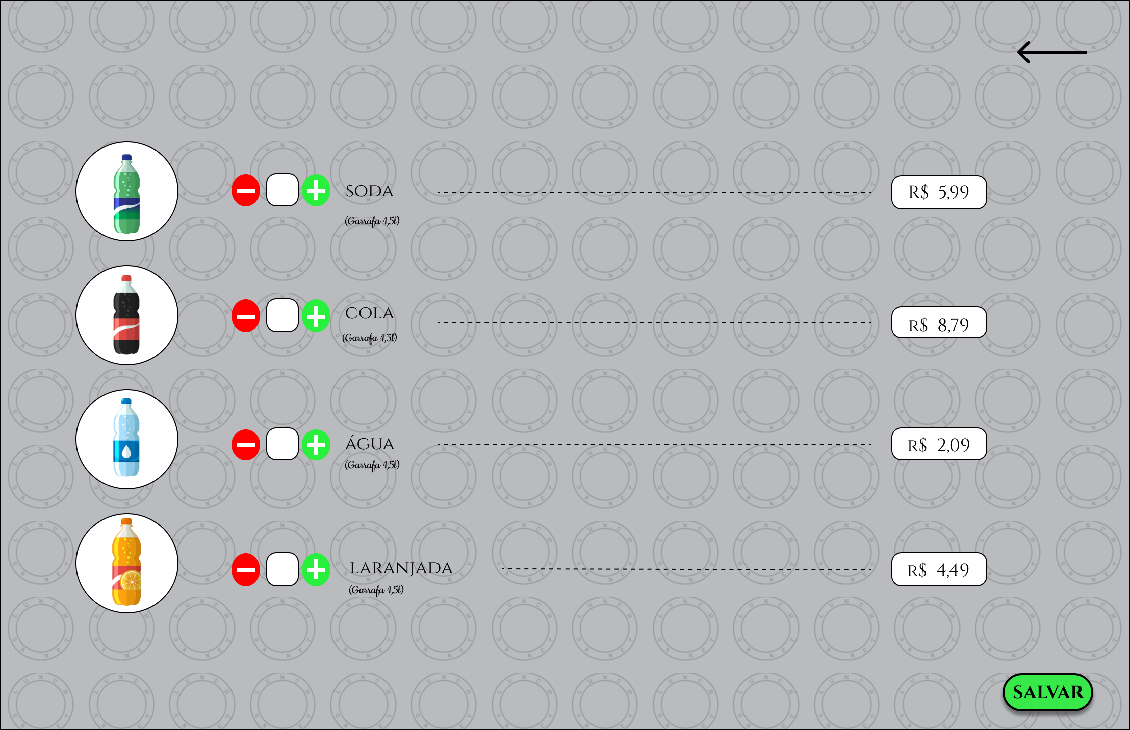 SODA
R$ 5,99
(Garrafa 1,5l)
COLA
R$ 8,79
(Garrafa 1,5l)
ÁGUA
R$ 2,09
(Garrafa 1,5l)
LARANJADA
R$ 4,49
(Garrafa 1,5l)
SALVAR